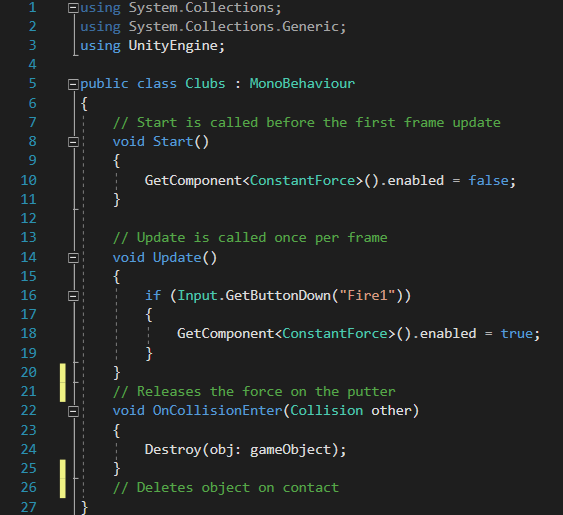 1 using System.Collections;
2 using System.Collections.Generic;
3 using UnityEngine;
4
5 public class Clubs : MonoBehaviour
6 {
7 // Start is called before the first frame update
8 void Start()
9 {
10 GetComponent<ConstantForce>().enabled = false;
11 }
12
13 // Update is called once per frame
14 void Update()
15 {
16 if (Input.GetButtonDown("Fire1"))
17 {
18 GetComponent<ConstantForce>().enabled = true;
19 }
20 }
21 // Releases the force on the putter
22 void OnCollisionEnter(Collision other)
23 {
24 Destroy(obj: gameObject);
25 }
26 // Deletes object on contact
27 }